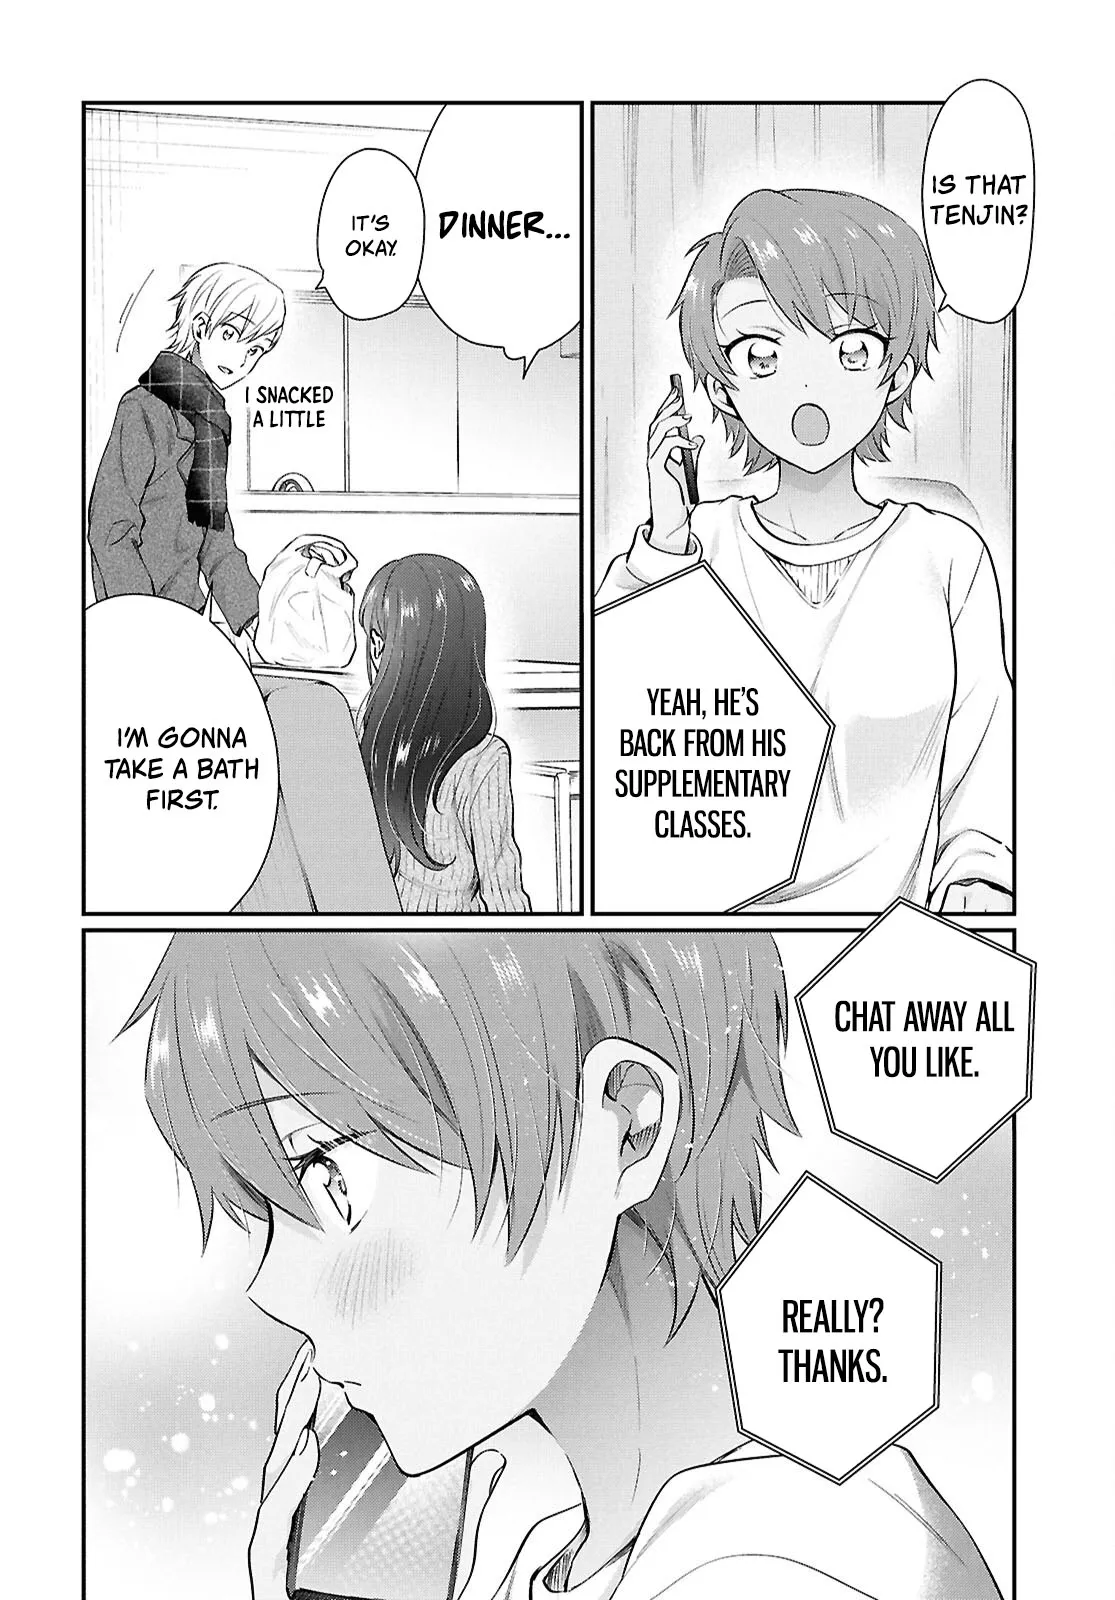 IS THAT
TENJIN?
YEAH, HE'S
BACK FROM HIS
SUPPLEMENTARY
CLASSES.
DINNER...
IT'S
OKAY.
I SNACKED
A LITTLE
I'M GONNA
TAKE A BATH
FIRST.
CHAT AWAY ALL
YOU LIKE.
REALLY?
THANKS.